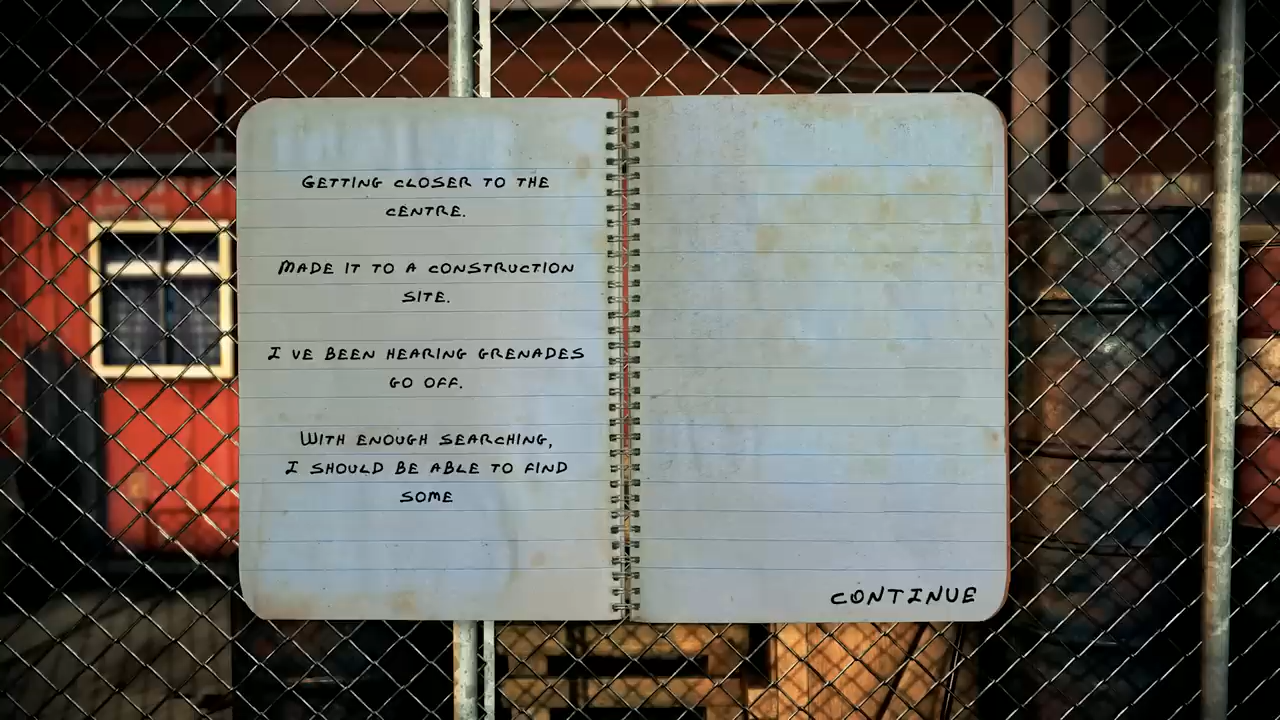 GETTING CLOSER TO THE
CENTRE.
MADE IT TO A CONSTRUCTION
SITE.
I VE BEEN HEARING GRENADES
GO OFF.
WITH ENOUGH SEARCHING,
I SHOULD BE ABLE TO FIND
SOME
CONTINUE